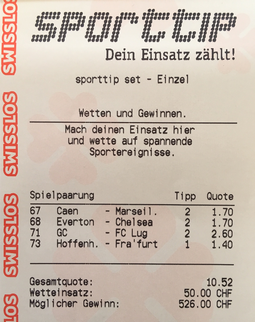 sporttip
Dein Einsatz zählt!
sporttip set - Einzel
Wetten und Gewinnen.
Mach deinen Einsatz hier
und wette auf spannende
Sportereignisse.
Spielpaarung Tipp Quote
67 Caen - Marseil. 2 1.70
68 Everton - Chelsea 2 1.70
71 GC - FC Lug 2 2.60
73 Hoffenh. - Fra'furt 1 1.40
Gesamtquote: 10.52
Wetteinsatz: 50.00 CHF
Möglicher Gewinn: 526.00 CHF
SWISSLOS
SWISSLOS
SWISSLOS
SWISSLOS